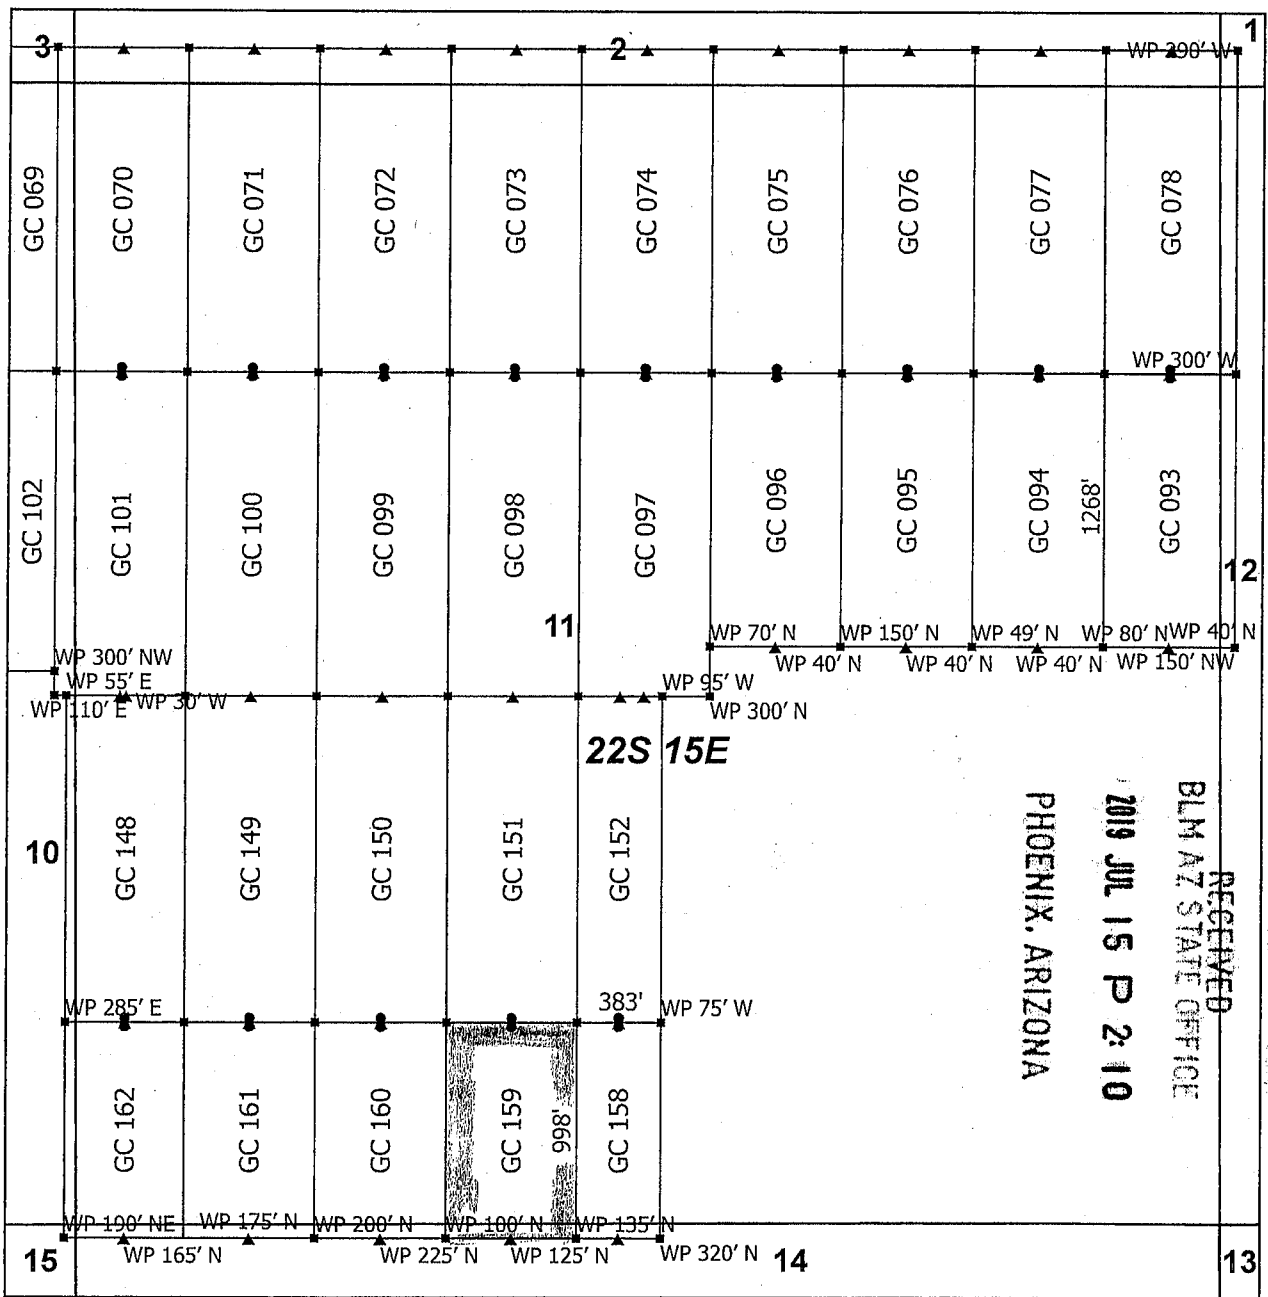 3
2
1
WP 290' W
GC 069
GC 070
GC 071
GC 072
GC 073
GC 074
GC 075
GC 076
GC 077
GC 078
WP 300' W
GC 102
GC 101
GC 100
GC 099
GC 098
GC 097
GC 096
GC 095
GC 094
1268'
GC 093
12
11
WP 70' N
WP 150' N
WP 49' N
WP 80' N
WP 40' N
WP 40' N
WP 40' N
WP 40' N
WP 150' NW
WP 300' NW
WP 55' E
WP 110' E
WP 30' W
WP 95' W
WP 300' N
22S 15E
10
GC 148
GC 149
GC 150
GC 151
GC 152
RECEIVED
BLM AZ STATE OFFICE
2019 JUL 15 P 2:10
PHOENIX, ARIZONA
WP 285' E
383'
WP 75' W
GC 162
GC 161
GC 160
GC 159
998'
GC 158
WP 190' NE
WP 175' N
WP 200' N
WP 100' N
WP 135' N
WP 165' N
WP 225' N
WP 125' N
WP 320' N
15
14
13